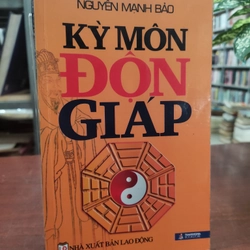 NGUYỄN MẠNH BẢO
KỲ MÔN
ĐỘN
GIÁP
NHÀ XUẤT BẢN LAO ĐỘNG